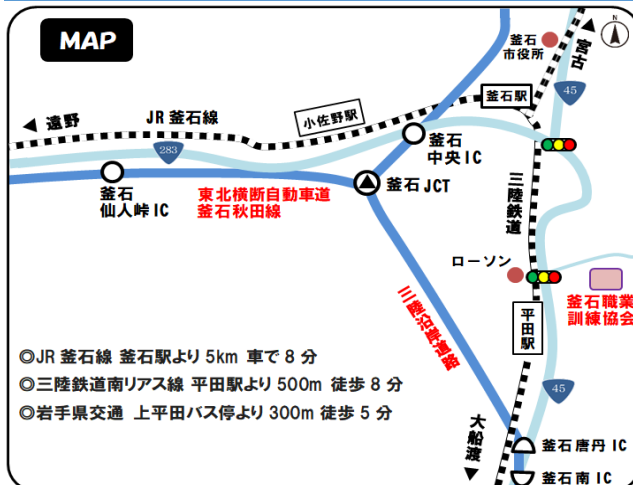 MAP
N
釜石
市役所
宮古
45
釜石駅
小佐野駅
遠野
JR 釜石線
283
釜石
中央 IC
釜石
仙人峠 IC
東北横断自動車道
釜石秋田線
釜石 JCT
三陸鉄道
ローソン
釜石職業
訓練協会
平田駅
三陸沿岸道路
◎JR 釜石線 釜石駅より 5km 車で 8 分
◎三陸鉄道南リアス線 平田駅より 500m 徒歩 8 分
◎岩手県交通 上平田バス停より 300m 徒歩 5 分
45
大船渡
釜石唐丹 IC
釜石南 IC